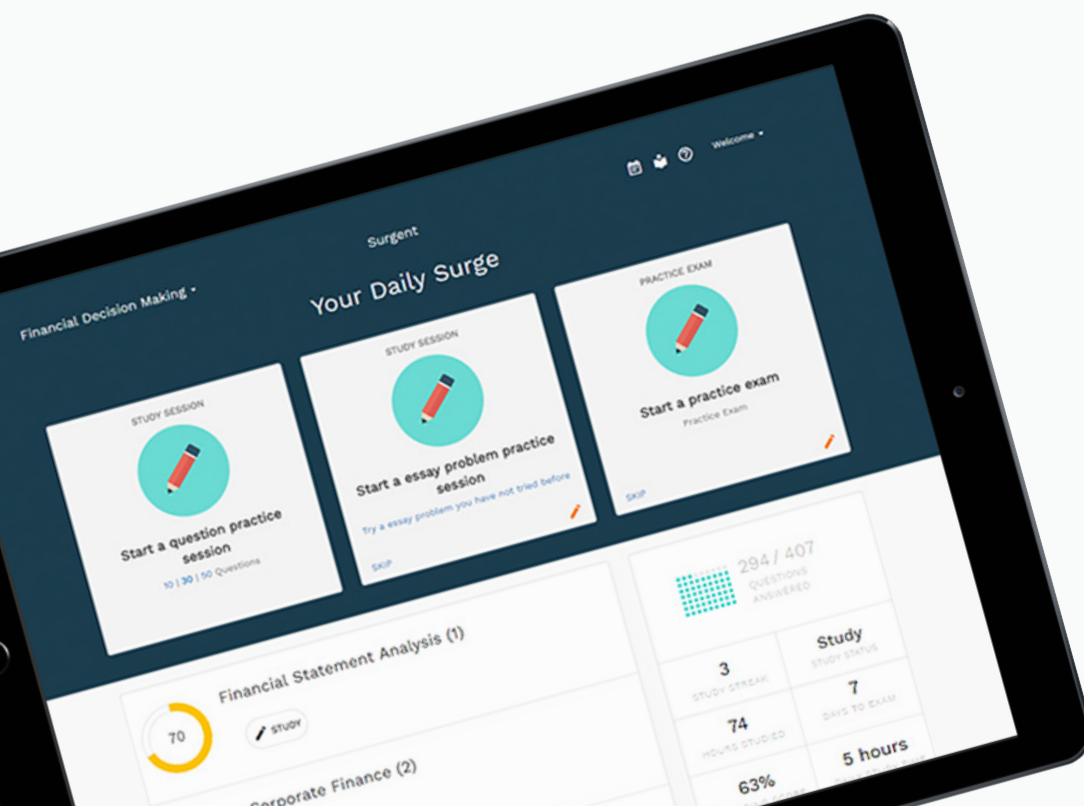 Welcome
Surgent
Financial Decision Making
Your Daily Surge
STUDY SESSION
Start a question practice
session
10 | 30 | 50 Questions
STUDY SESSION
Start a essay problem practice
session
Try a essay problem you have not tried before
SKIP
PRACTICE EXAM
Start a practice exam
Practice Exam
SKIP
Financial Statement Analysis (1)
70
STUDY
Corporate Finance (2)
294 / 407
QUESTIONS
ANSWERED
3
STUDY STREAK
Study
STUDY STATUS
74
HOURS STUDIED
7
DAYS TO EXAM
63%
5 hours